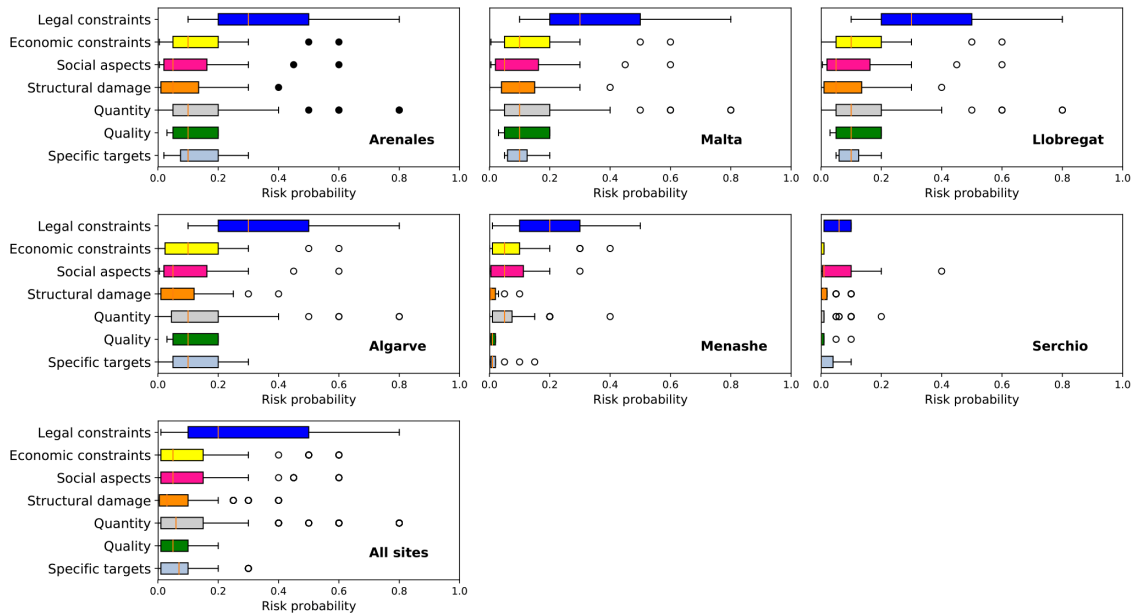 Legal constraints
Economic constraints
Social aspects
Structural damage
Quantity
Quality
Specific targets
Arenales
0.0 0.2 0.4 0.6 0.8 1.0
Risk probability
Malta
0.0 0.2 0.4 0.6 0.8 1.0
Risk probability
Llobregat
0.0 0.2 0.4 0.6 0.8 1.0
Risk probability
Legal constraints
Economic constraints
Social aspects
Structural damage
Quantity
Quality
Specific targets
Algarve
0.0 0.2 0.4 0.6 0.8 1.0
Risk probability
Menashe
0.0 0.2 0.4 0.6 0.8 1.0
Risk probability
Serchio
0.0 0.2 0.4 0.6 0.8 1.0
Risk probability
Legal constraints
Economic constraints
Social aspects
Structural damage
Quantity
Quality
Specific targets
All sites
0.0 0.2 0.4 0.6 0.8 1.0
Risk probability